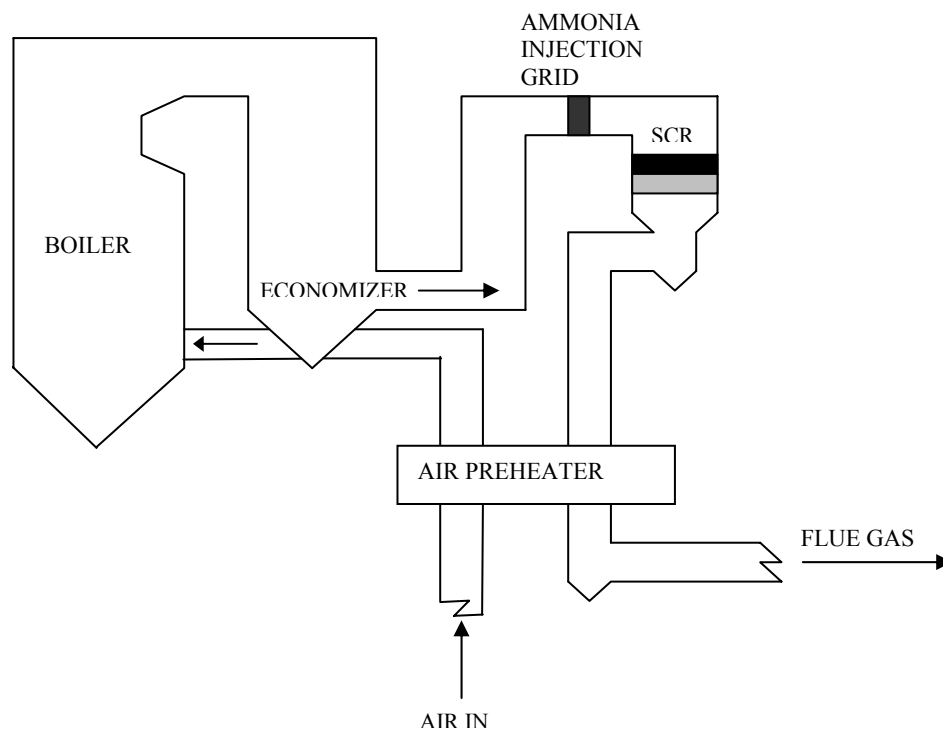 AMMONIA
INJECTION
GRID
SCR
BOILER
ECONOMIZER
AIR PREHEATER
FLUE GAS
AIR IN